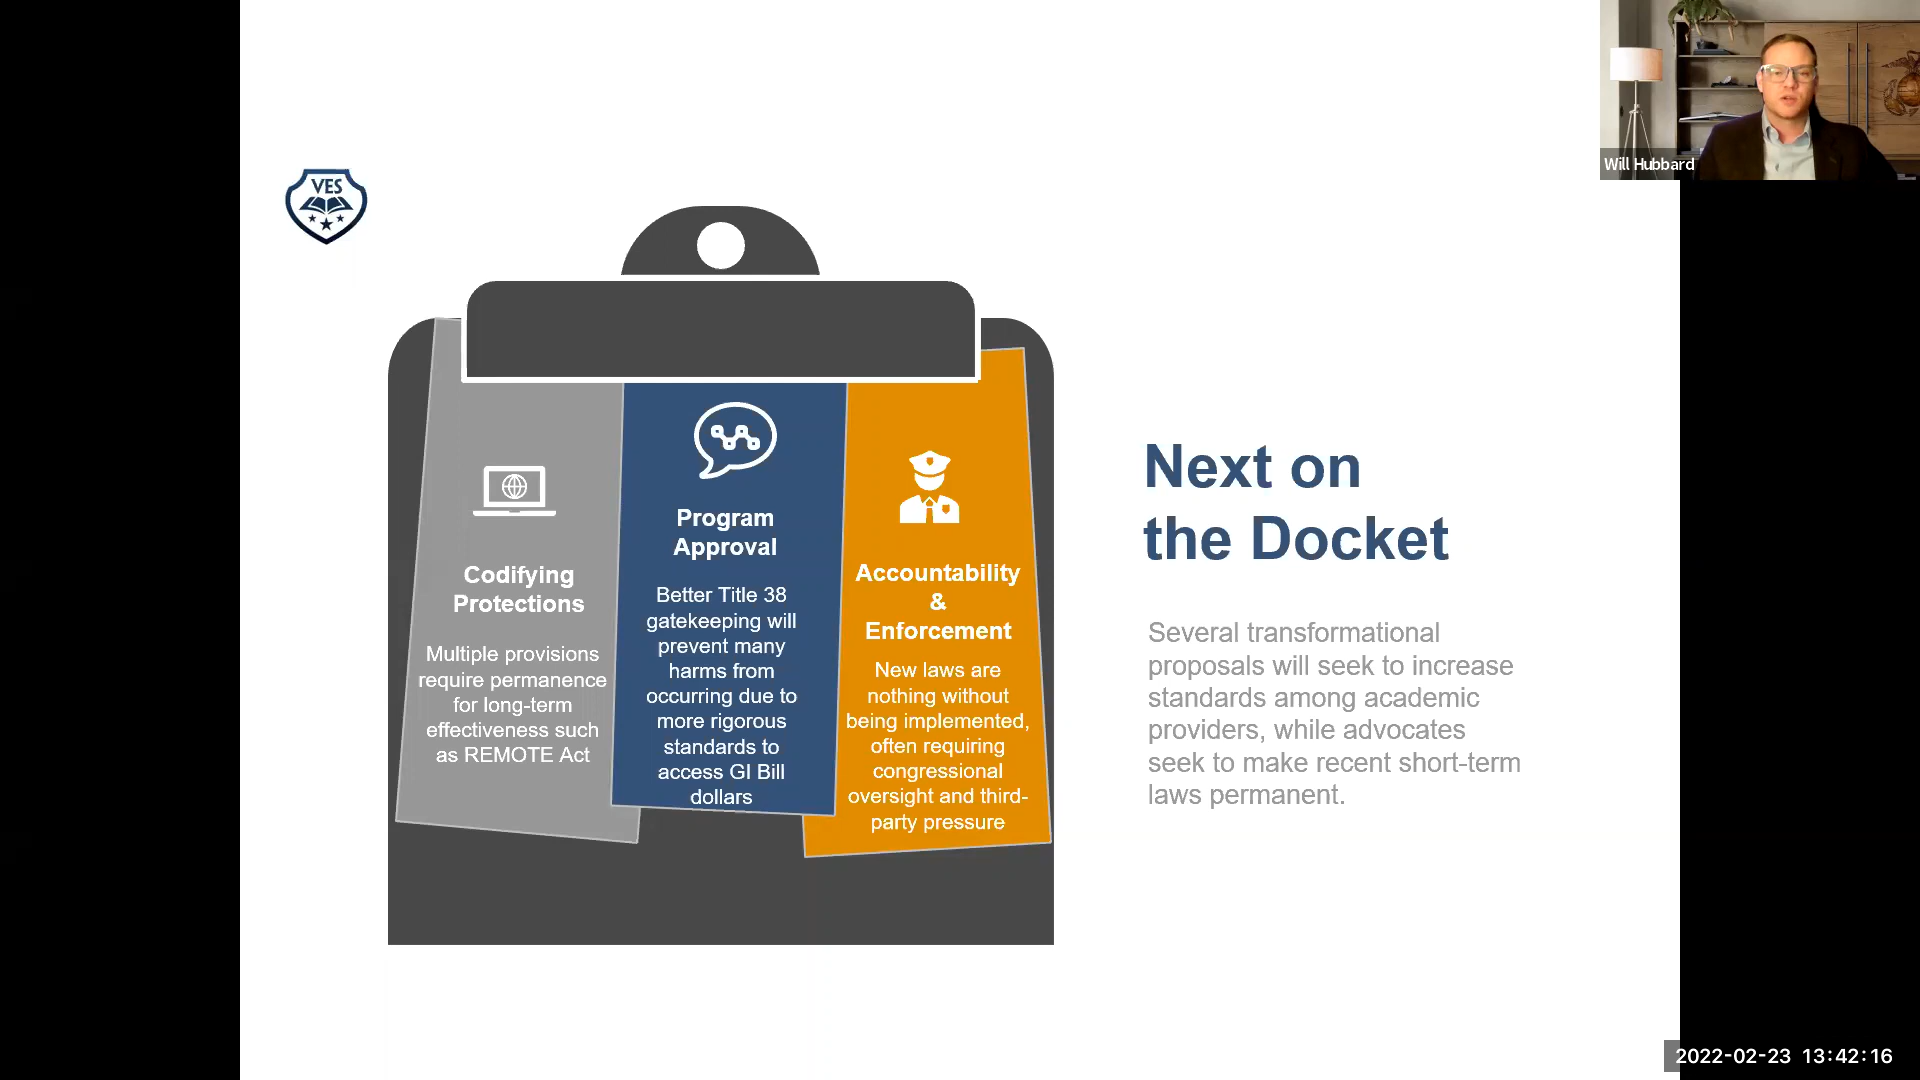 Will Hubbard
VES
Codifying
Protections
Multiple provisions
require permanence
for long-term
effectiveness such
as REMOTE Act
Program
Approval
Better Title 38
gatekeeping will
prevent many
harms from
occurring due to
more rigorous
standards to
access GI Bill
dollars
Accountability
&
Enforcement
New laws are
nothing without
being implemented,
often requiring
congressional
oversight and third-
party pressure
Next on
the Docket
Several transformational
proposals will seek to increase
standards among academic
providers, while advocates
seek to make recent short-term
laws permanent.
2022-02-23 13:42:16